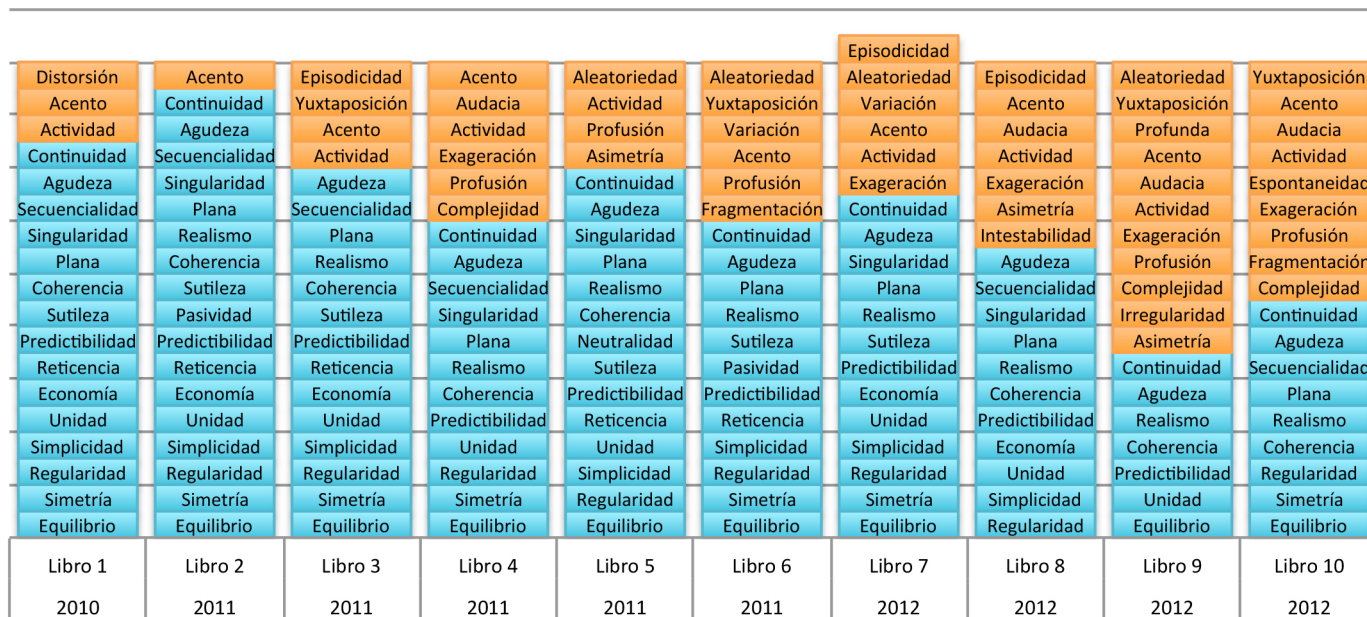 Episodicidad
Distorsión Acento Episodicidad Acento Aleatoriedad Aleatoriedad Aleatoriedad Episodicidad Aleatoriedad Yuxtaposición
Acento Continuidad Yuxtaposición Audacia Actividad Yuxtaposición Variación Acento Yuxtaposición Acento
Actividad Agudeza Acento Actividad Profusión Variación Acento Audacia Profunda Audacia
Continuidad Secuencialidad Actividad Exageración Asimetría Acento Actividad Actividad Acento Actividad
Agudeza Singularidad Agudeza Profusión Continuidad Profusión Exageración Exageración Audacia Espontaneidad
Secuencialidad Plana Secuencialidad Complejidad Agudeza Fragmentación Continuidad Asimetría Actividad Exageración
Singularidad Realismo Plana Continuidad Singularidad Continuidad Agudeza Intestabilidad Exageración Profusión
Plana Coherencia Realismo Agudeza Plana Agudeza Singularidad Agudeza Profusión Fragmentación
Coherencia Sutileza Coherencia Secuencialidad Realismo Plana Plana Secuencialidad Complejidad Complejidad
Sutileza Pasividad Sutileza Singularidad Coherencia Realismo Realismo Singularidad Irregularidad Continuidad
Predictibilidad Predictibilidad Predictibilidad Plana Neutralidad Sutileza Sutileza Plana Asimetría Agudeza
Reticencia Reticencia Reticencia Realismo Sutileza Pasividad Predictibilidad Realismo Continuidad Secuencialidad
Economía Economía Economía Coherencia Predictibilidad Predictibilidad Economía Coherencia Agudeza Plana
Unidad Unidad Unidad Predictibilidad Reticencia Reticencia Unidad Predictibilidad Realismo Realismo
Simplicidad Simplicidad Simplicidad Unidad Unidad Simplicidad Simplicidad Economía Coherencia Coherencia
Regularidad Regularidad Regularidad Regularidad Simplicidad Regularidad Regularidad Unidad Predictibilidad Regularidad
Simetría Simetría Simetría Simetría Regularidad Simetría Simetría Simplicidad Unidad Simetría
Equilibrio Equilibrio Equilibrio Equilibrio Equilibrio Equilibrio Equilibrio Regularidad Equilibrio Equilibrio
Libro 1 Libro 2 Libro 3 Libro 4 Libro 5 Libro 6 Libro 7 Libro 8 Libro 9 Libro 10
2010 2011 2011 2011 2011 2011 2012 2012 2012 2012